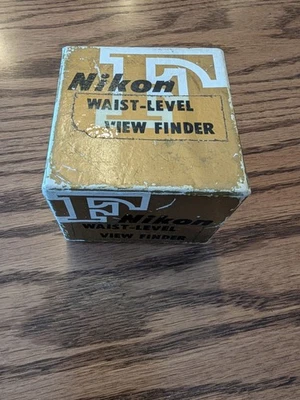 F
Nikon
WAIST-LEVEL
VIEW FINDER
F Nikon
WAIST-LEVEL
VIEW FINDER